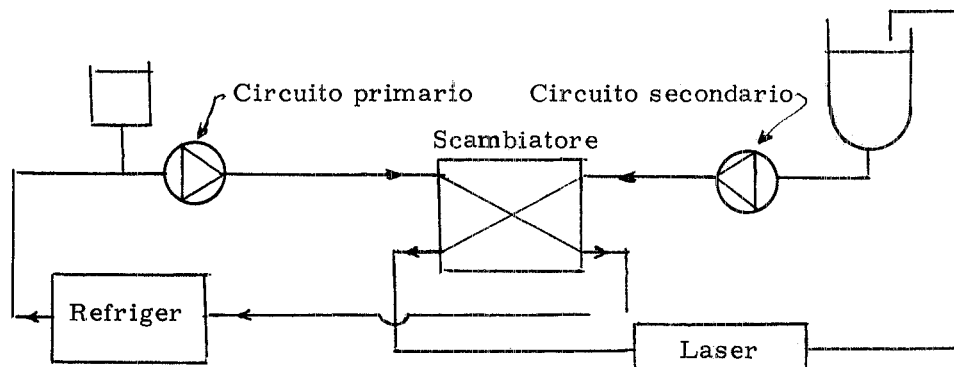 Circuito primario
Circuito secondario
Scambiatore
Refriger
Laser